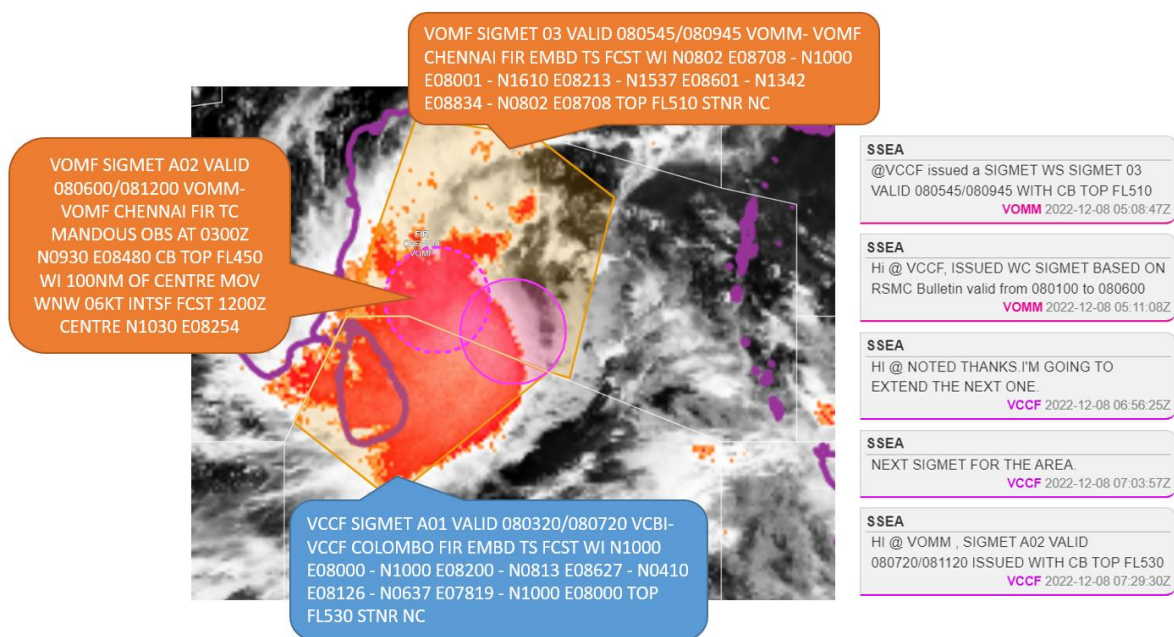 VOMF SIGMET 03 VALID 080545/080945 VOMM- VOMF
CHENNAI FIR EMBD TS FCST WI N0802 E08708 - N1000
E08001 - N1610 E08213 - N1537 E08601 - N1342
E08834 - N0802 E08708 TOP FL510 STNR NC
VOMF SIGMET A02 VALID
080600/081200 VOMM-
VOMF CHENNAI FIR TC
MANDOUS OBS AT 0300Z
N0930 E08480 CB TOP FL450
WI 100NM OF CENTRE MOV
WNW 06KT INTSF FCST 1200Z
CENTRE N1030 E08254
FIR
CHENNAI
VOMF
VCCF SIGMET A01 VALID 080320/080720 VCBI-
VCCF COLOMBO FIR EMBD TS FCST WI N1000
E08000 - N1000 E08200 - N0813 E08627 - N0410
E08126 - N0637 E07819 - N1000 E08000 TOP
FL530 STNR NC
SSEA
@VCCF issued a SIGMET WS SIGMET 03
VALID 080545/080945 WITH CB TOP FL510
VOMM 2022-12-08 05:08:47Z
SSEA
Hi @ VCCF, ISSUED WC SIGMET BASED ON
RSMC Bulletin valid from 080100 to 080600
VOMM 2022-12-08 05:11:08Z
SSEA
HI @ NOTED THANKS.I'M GOING TO
EXTEND THE NEXT ONE.
VCCF 2022-12-08 06:56:25Z
SSEA
NEXT SIGMET FOR THE AREA.
VCCF 2022-12-08 07:03:57Z
SSEA
HI @ VOMM , SIGMET A02 VALID
080720/081120 ISSUED WITH CB TOP FL530
VCCF 2022-12-08 07:29:30Z